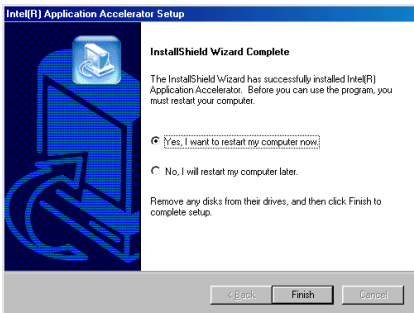 Intel(R) Application Accelerator Setup
InstallShield Wizard Complete
The InstallShield Wizard has successfully installed Intel(R)
Application Accelerator. Before you can use the program, you
must restart your computer.
Yes, I want to restart my computer now.
No, I will restart my computer later.
Remove any disks from their drives, and then click Finish to
complete setup.
< Back Finish Cancel